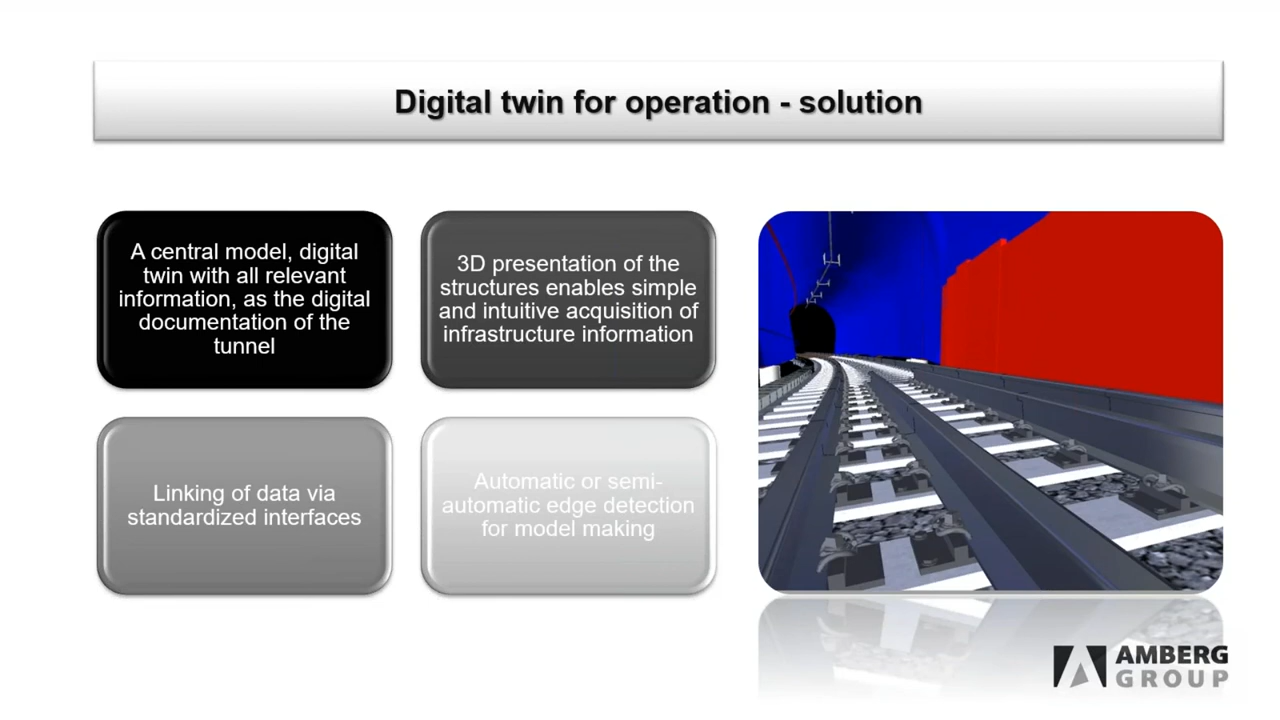 Digital twin for operation - solution
A central model, digital
twin with all relevant
information, as the digital
documentation of the
tunnel
3D presentation of the
structures enables simple
and intuitive acquisition of
infrastructure information
Linking of data via
standardized interfaces
Automatic or semi-
automatic edge detection
for model making
AMBERG
GROUP